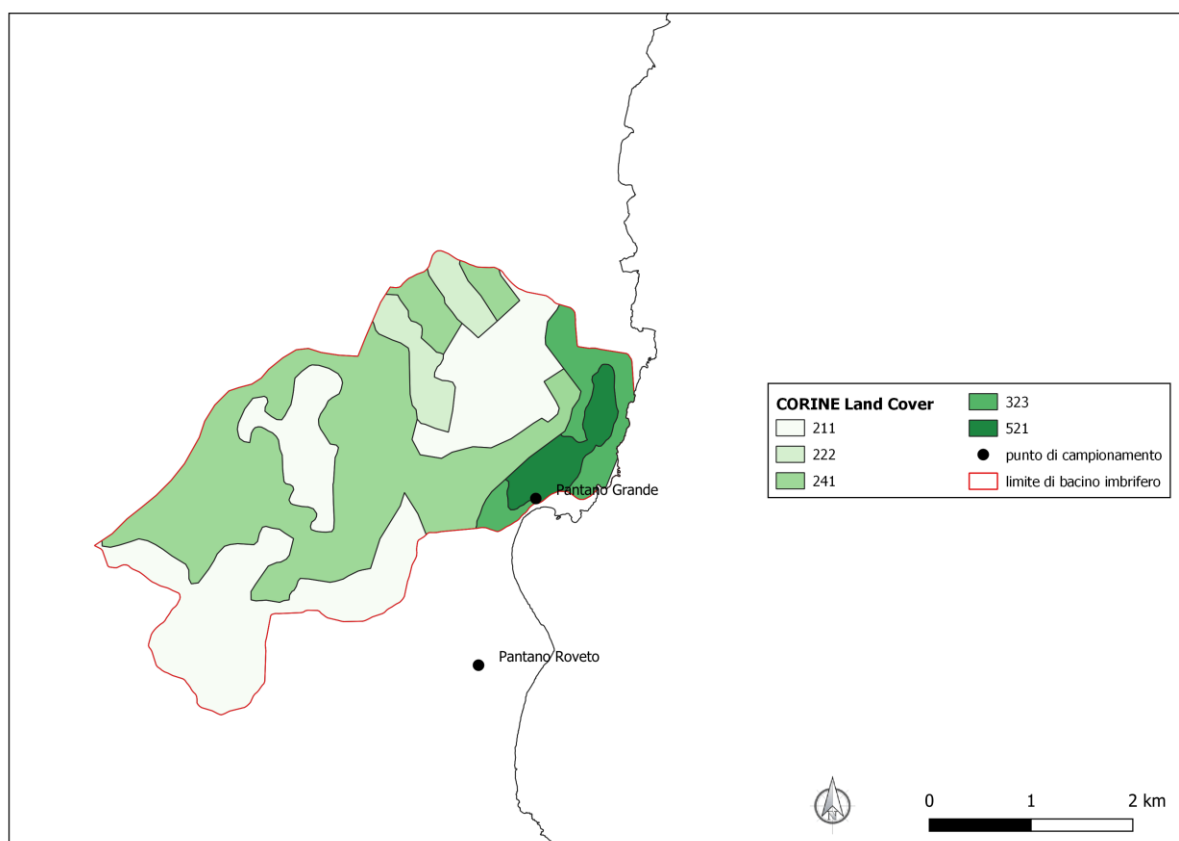 CORINE Land Cover
211
222
241
323
521
punto di campionamento
limite di bacino imbrifero
Pantano Grande
Pantano Roveto
N
0 1 2 km